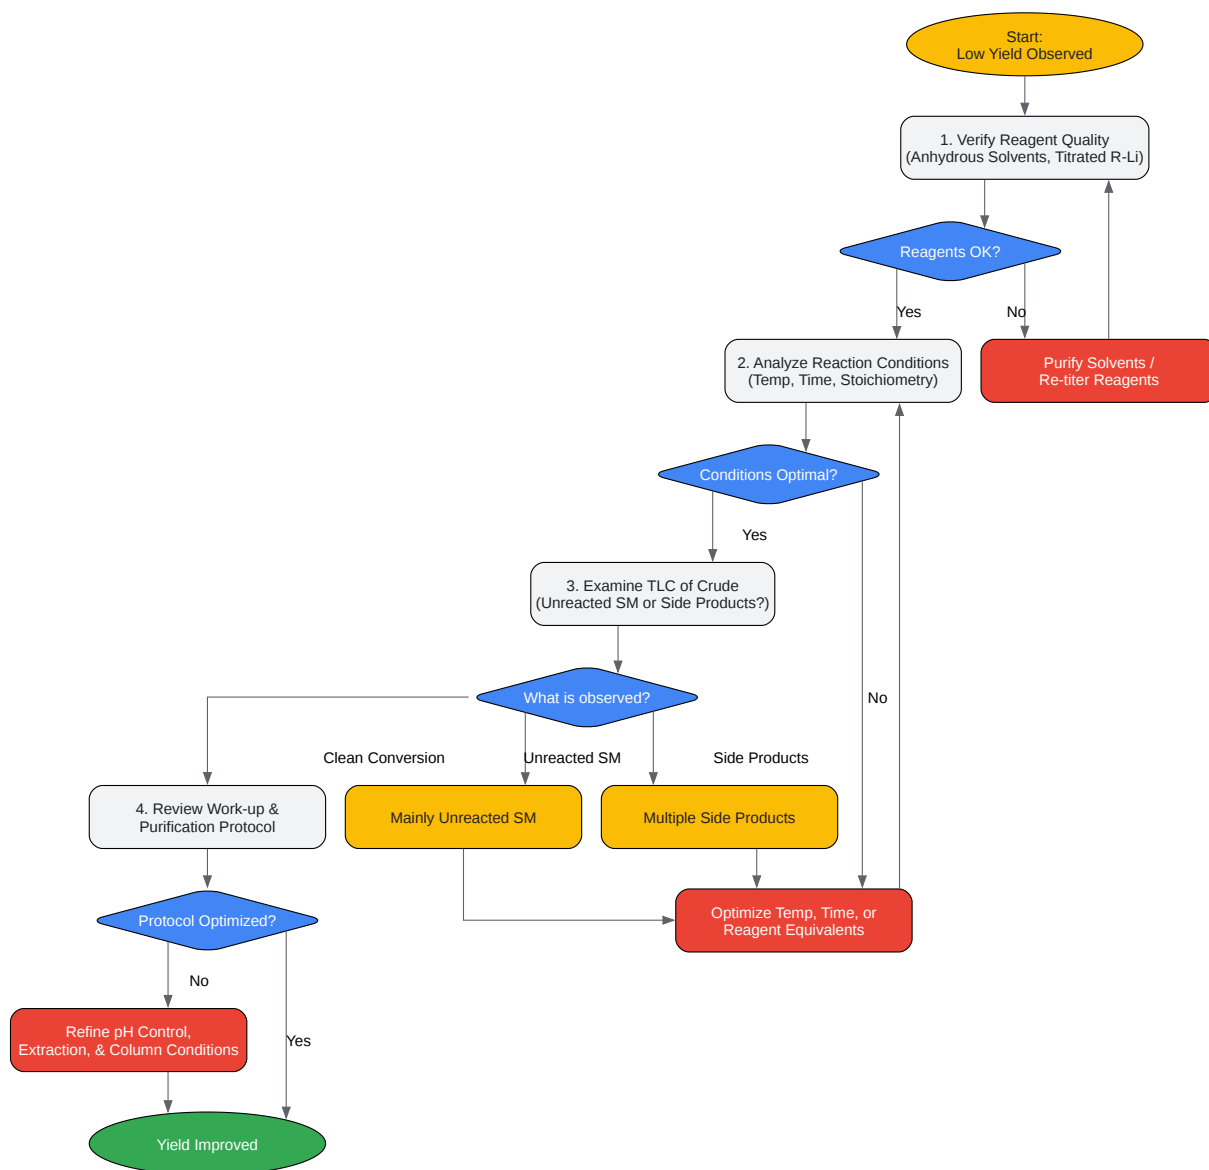 Start:
Low Yield Observed
1. Verify Reagent Quality
(Anhydrous Solvents, Titrated R-Li)
Reagents OK?
Yes
No
2. Analyze Reaction Conditions
(Temp, Time, Stoichiometry)
Purify Solvents /
Re-titer Reagents
Conditions Optimal?
Yes
3. Examine TLC of Crude
(Unreacted SM or Side Products?)
What is observed?
No
Clean Conversion
Unreacted SM
Side Products
4. Review Work-up &
Purification Protocol
Mainly Unreacted SM
Multiple Side Products
Optimize Temp, Time, or
Reagent Equivalents
Protocol Optimized?
No
Yes
Refine pH Control,
Extraction, & Column Conditions
Yield Improved